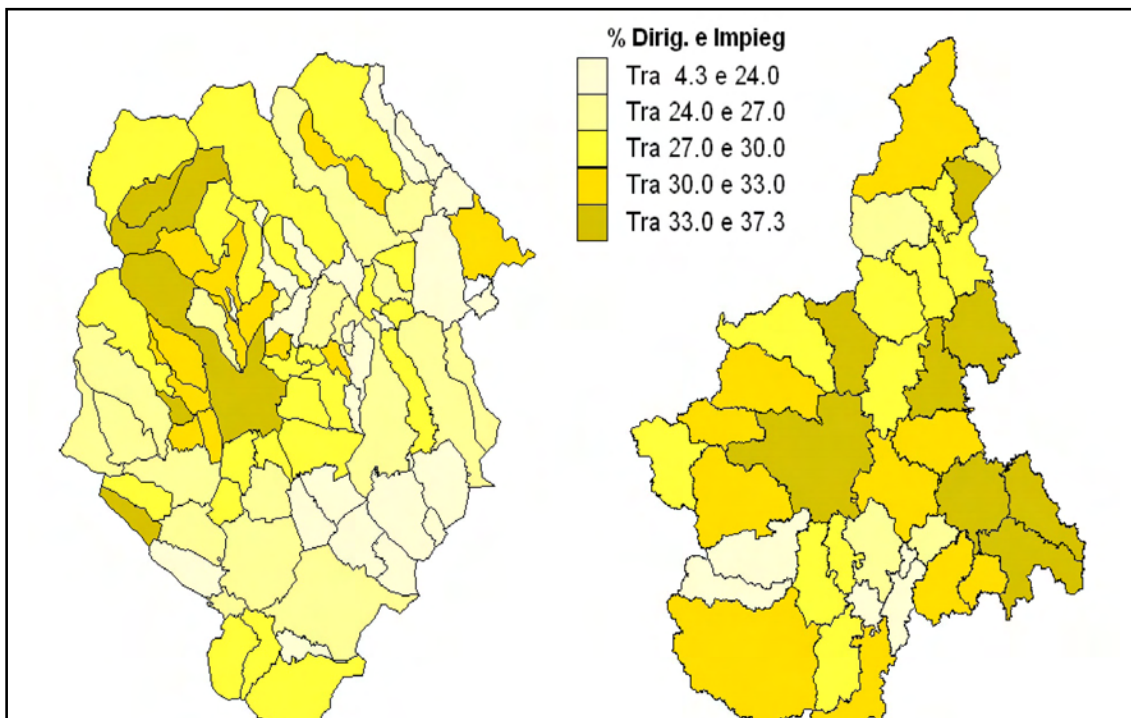 % Dirig. e Impieg
Tra 4.3 e 24.0
Tra 24.0 e 27.0
Tra 27.0 e 30.0
Tra 30.0 e 33.0
Tra 33.0 e 37.3